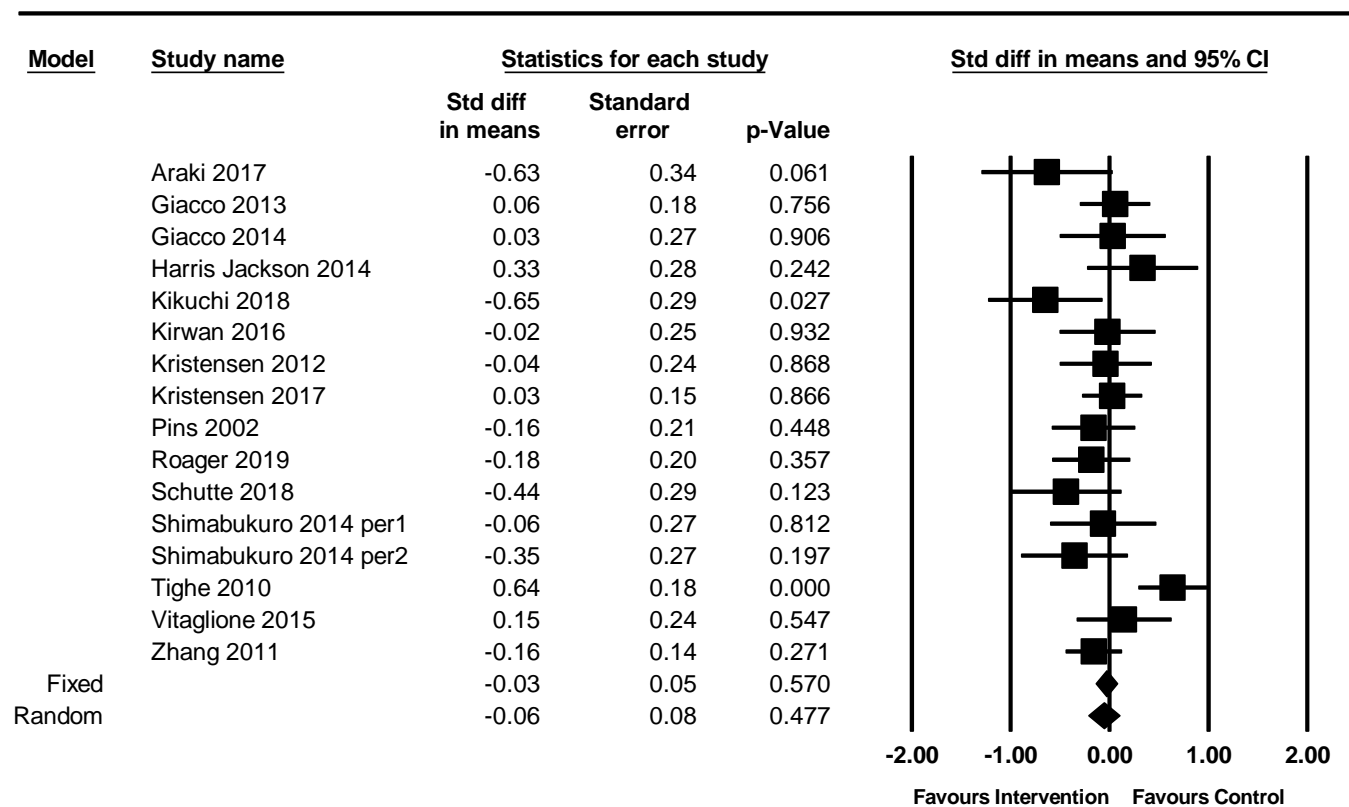 Model Study name Statistics for each study Std diff in means and 95% CI
Std diff Standard
in means error p-Value
Araki 2017 -0.63 0.34 0.061
Giacco 2013 0.06 0.18 0.756
Giacco 2014 0.03 0.27 0.906
Harris Jackson 2014 0.33 0.28 0.242
Kikuchi 2018 -0.65 0.29 0.027
Kirwan 2016 -0.02 0.25 0.932
Kristensen 2012 -0.04 0.24 0.868
Kristensen 2017 0.03 0.15 0.866
Pins 2002 -0.16 0.21 0.448
Roager 2019 -0.18 0.20 0.357
Schutte 2018 -0.44 0.29 0.123
Shimabukuro 2014 per1 -0.06 0.27 0.812
Shimabukuro 2014 per2 -0.35 0.27 0.197
Tighe 2010 0.64 0.18 0.000
Vitaglione 2015 0.15 0.24 0.547
Zhang 2011 -0.16 0.14 0.271
Fixed -0.03 0.05 0.570
Random -0.06 0.08 0.477
-2.00 -1.00 0.00 1.00 2.00
Favours Intervention Favours Control